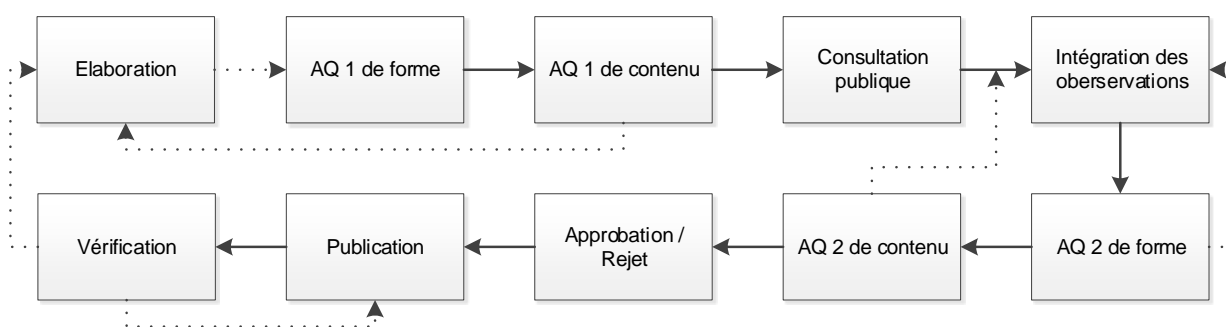 Elaboration
AQ 1 de forme
AQ 1 de contenu
Consultation
publique
Intégration des
oberservations
Vérification
Publication
Approbation /
Rejet
AQ 2 de contenu
AQ 2 de forme